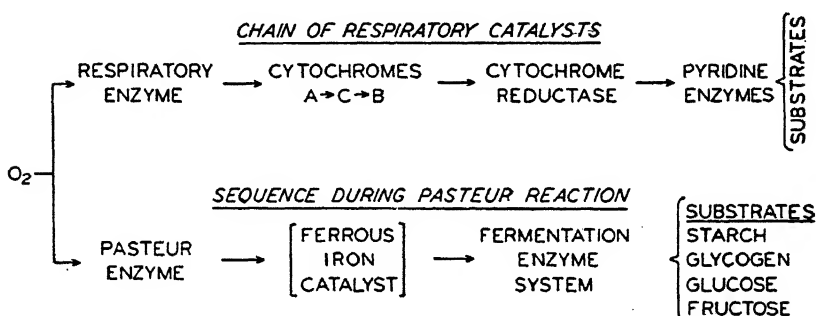 CHAIN OF RESPIRATORY CATALYSTS
RESPIRATORY ENZYME → CYTOCHROMES A→C→B → CYTOCHROME REDUCTASE → PYRIDINE ENZYMES { SUBSTRATES
O₂
SEQUENCE DURING PASTEUR REACTION
PASTEUR ENZYME → [FERROUS IRON CATALYST] → FERMENTATION ENZYME SYSTEM { SUBSTRATES
STARCH
GLYCOGEN
GLUCOSE
FRUCTOSE